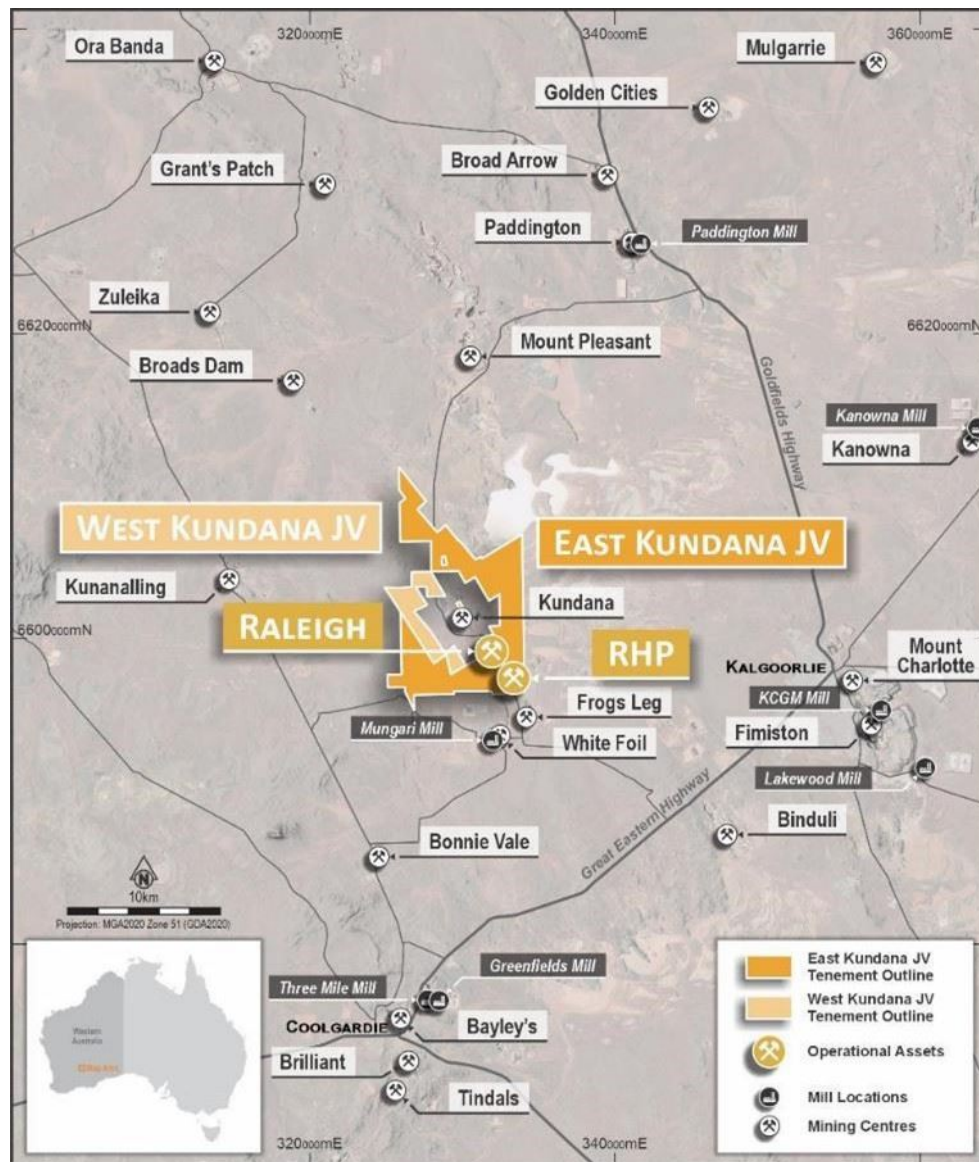 320000mE
340000mE
360000mE
Ora Banda
Mulgarrie
Golden Cities
Broad Arrow
Grant's Patch
Paddington
Paddington Mill
Zuleika
6620000mN
6620000mN
Mount Pleasant
Broads Dam
Goldfields Highway
Kanowna Mill
Kanowna
WEST KUNDANA JV
EAST KUNDANA JV
Kunanalling
Kundana
RALEIGH
6600000mN
RHP
KALGOORLIE
Mount
Charlotte
KCGM Mill
Frogs Leg
Mungari Mill
White Foil
Fimiston
Lakewood Mill
Great Eastern Highway
Binduli
Bonnie Vale
N
10km
Projection: MGA2020 Zone 51 (GDA2020)
Greenfields Mill
Three Mile Mill
COOLGARDIE
Bayley's
Brilliant
Tindals
Western
Australia
East Kundana JV
Tenement Outline
West Kundana JV
Tenement Outline
Operational Assets
Mill Locations
Mining Centres
320000mE
340000mE